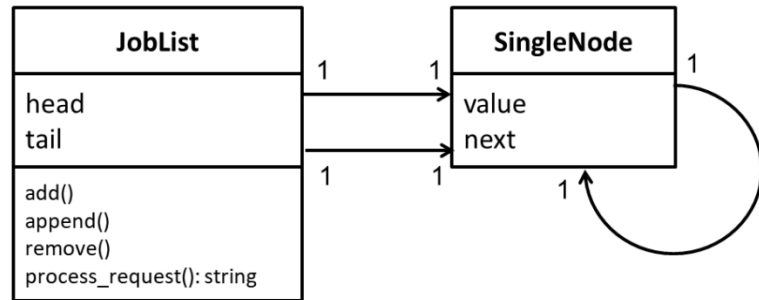 JobList
head
tail
add()
append()
remove()
process_request(): string
1
1
1
1
SingleNode
value
next
1
1